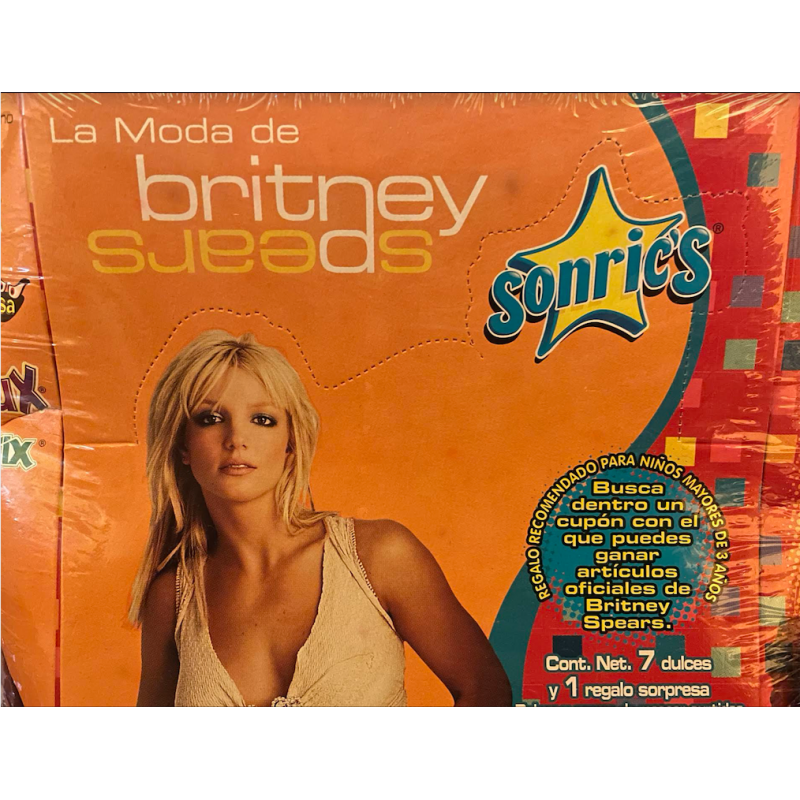 La Moda de
britney
spears
sonric's®
REGALO RECOMENDADO PARA NIÑOS MAYORES DE 3 AÑOS
Busca
dentro un
cupón con el
que puedes
ganar
artículos
oficiales de
Britney
Spears.
Cont. Net. 7 dulces
y 1 regalo sorpresa